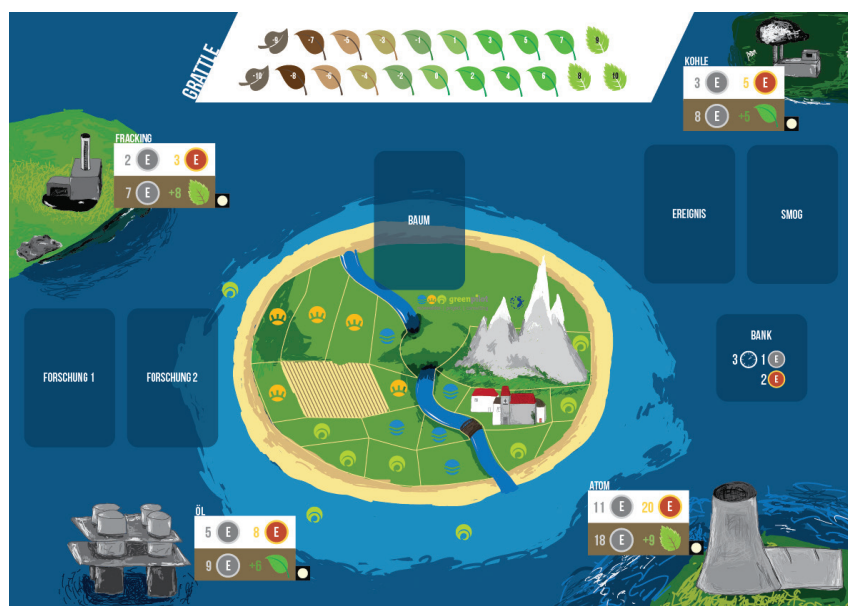 GRATTLE
-9 -7 -5 -3 -1 1 3 5 7 9
-10 -8 -6 -4 -2 0 2 4 6 8 10
KOHLE
3 E 5 E
8 E +5
FRACKING
2 E 3 E
7 E +8
BAUM
EREIGNIS
SMOG
green
FORSCHUNG 1
FORSCHUNG 2
BANK
3 1 E
2 E
ÖL
5 E 8 E
9 E +6
ATOM
11 E 20 E
18 E +9